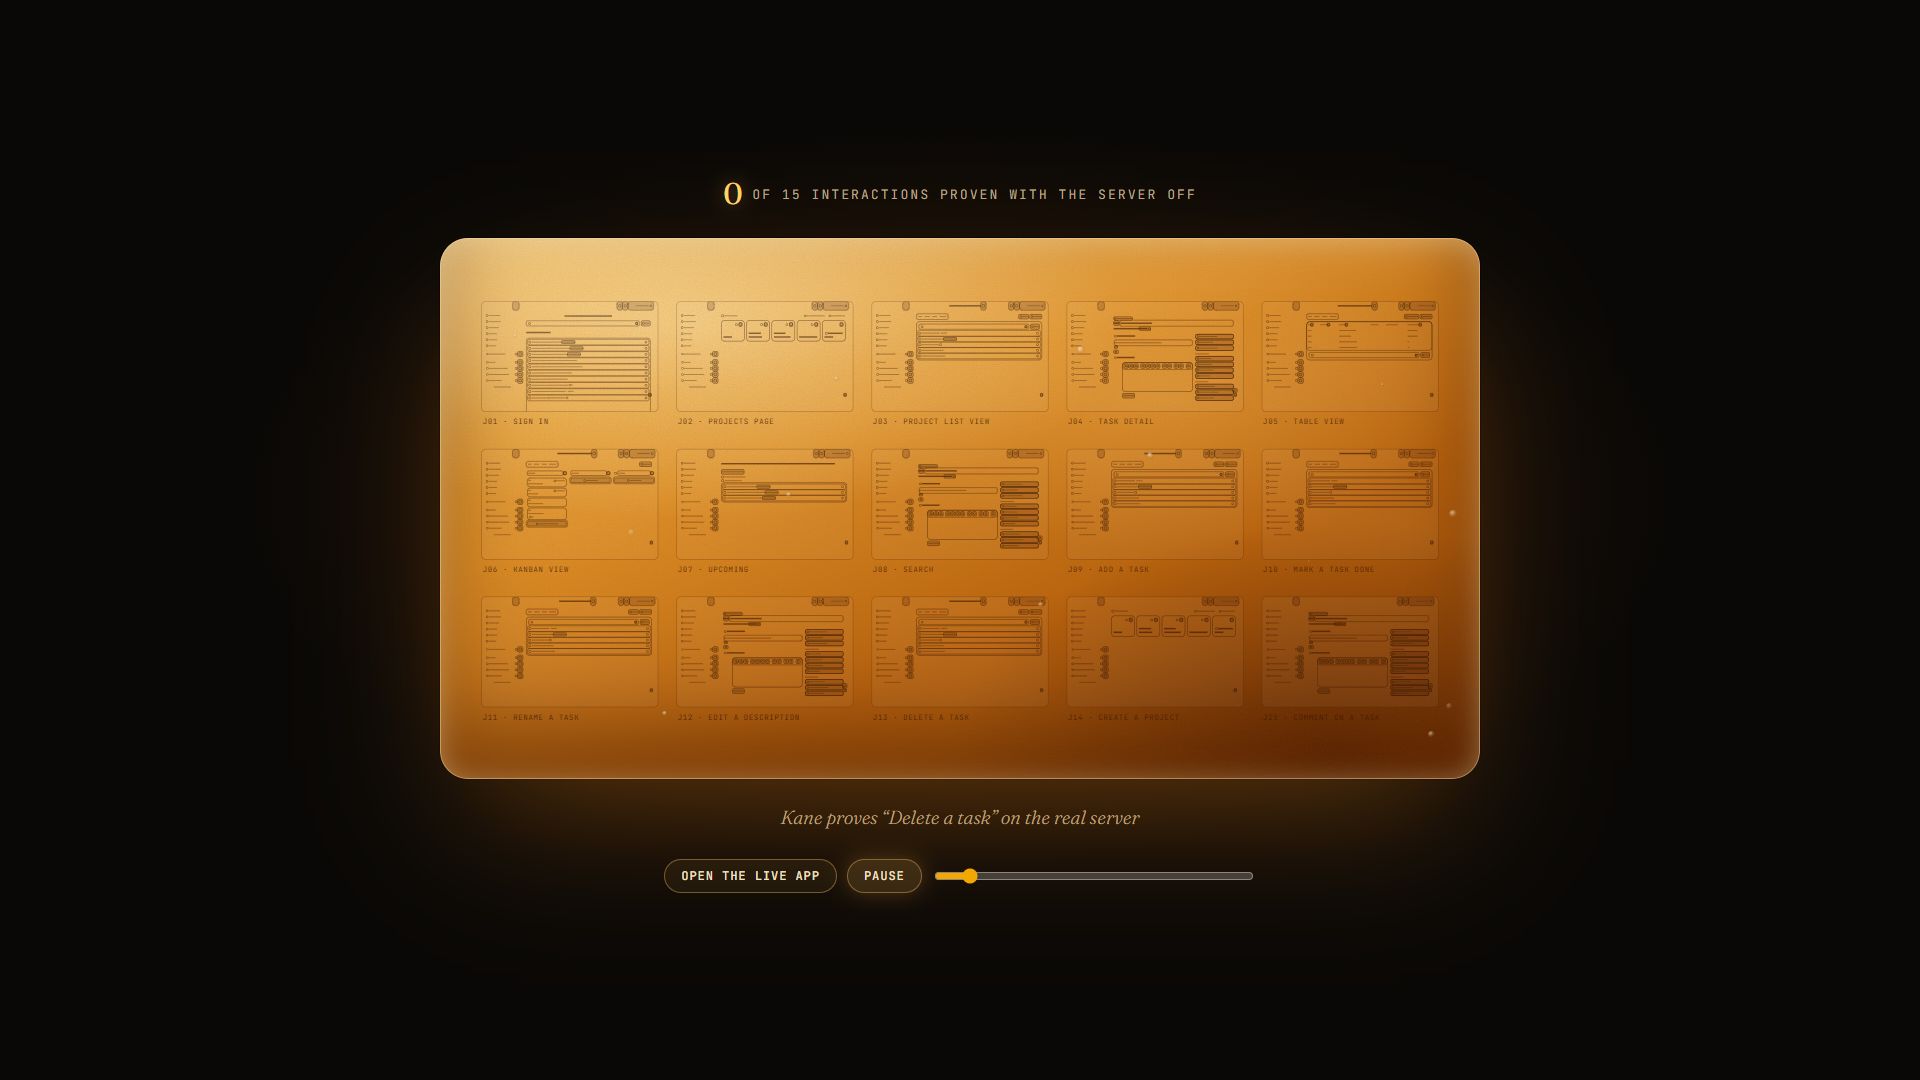 0 OF 15 INTERACTIONS PROVEN WITH THE SERVER OFF
J01 · SIGN IN
J02 · PROJECTS PAGE
J03 · PROJECT LIST VIEW
J04 · TASK DETAIL
J05 · TABLE VIEW
J06 · KANBAN VIEW
J07 · UPCOMING
J08 · SEARCH
J09 · ADD A TASK
J10 · MARK A TASK DONE
J11 · RENAME A TASK
J12 · EDIT A DESCRIPTION
J13 · DELETE A TASK
J14 · CREATE A PROJECT
J15 · COMMENT ON A TASK
Kane proves “Delete a task” on the real server
OPEN THE LIVE APP
PAUSE